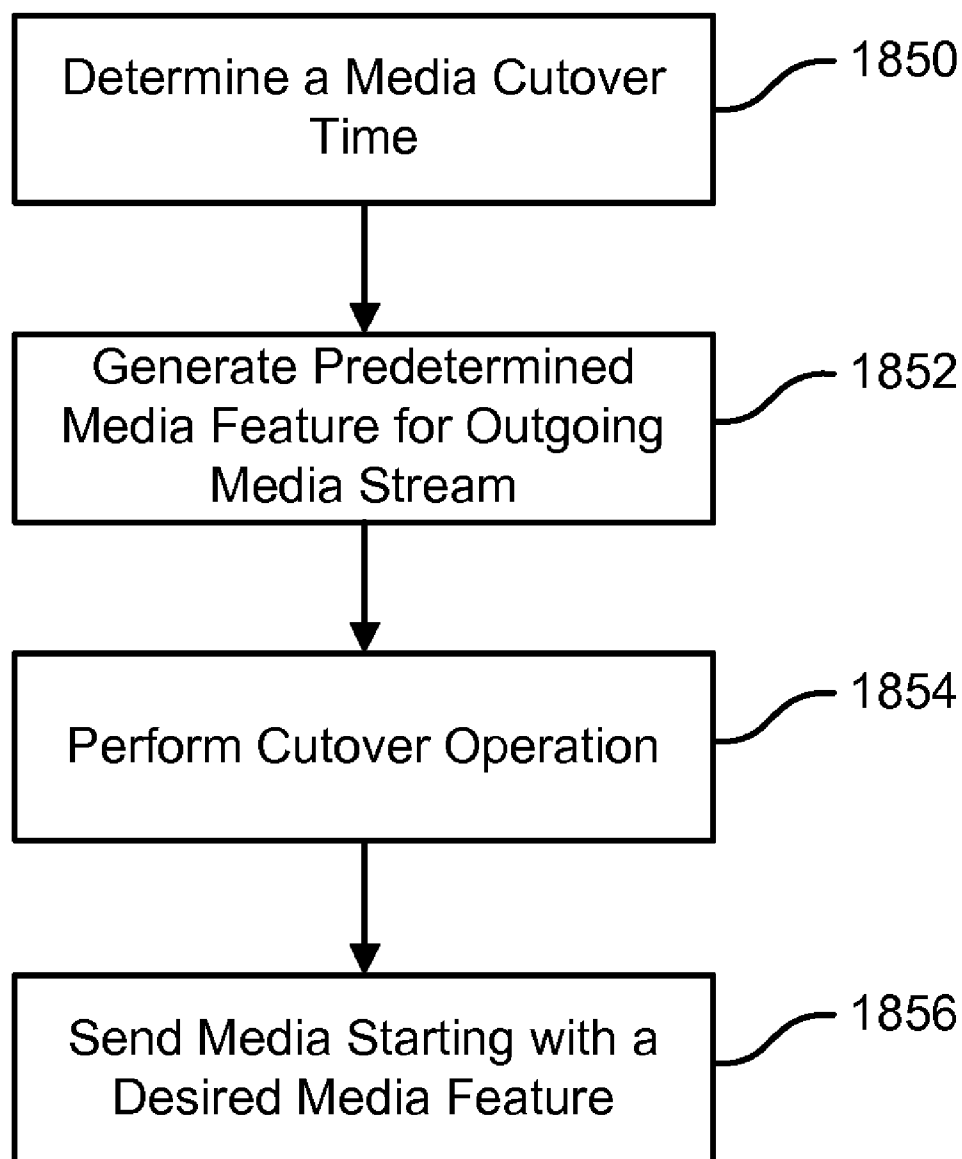 Determine a Media Cutover
Time
1850
Generate Predetermined
Media Feature for Outgoing
Media Stream
1852
Perform Cutover Operation
1854
Send Media Starting with a
Desired Media Feature
1856